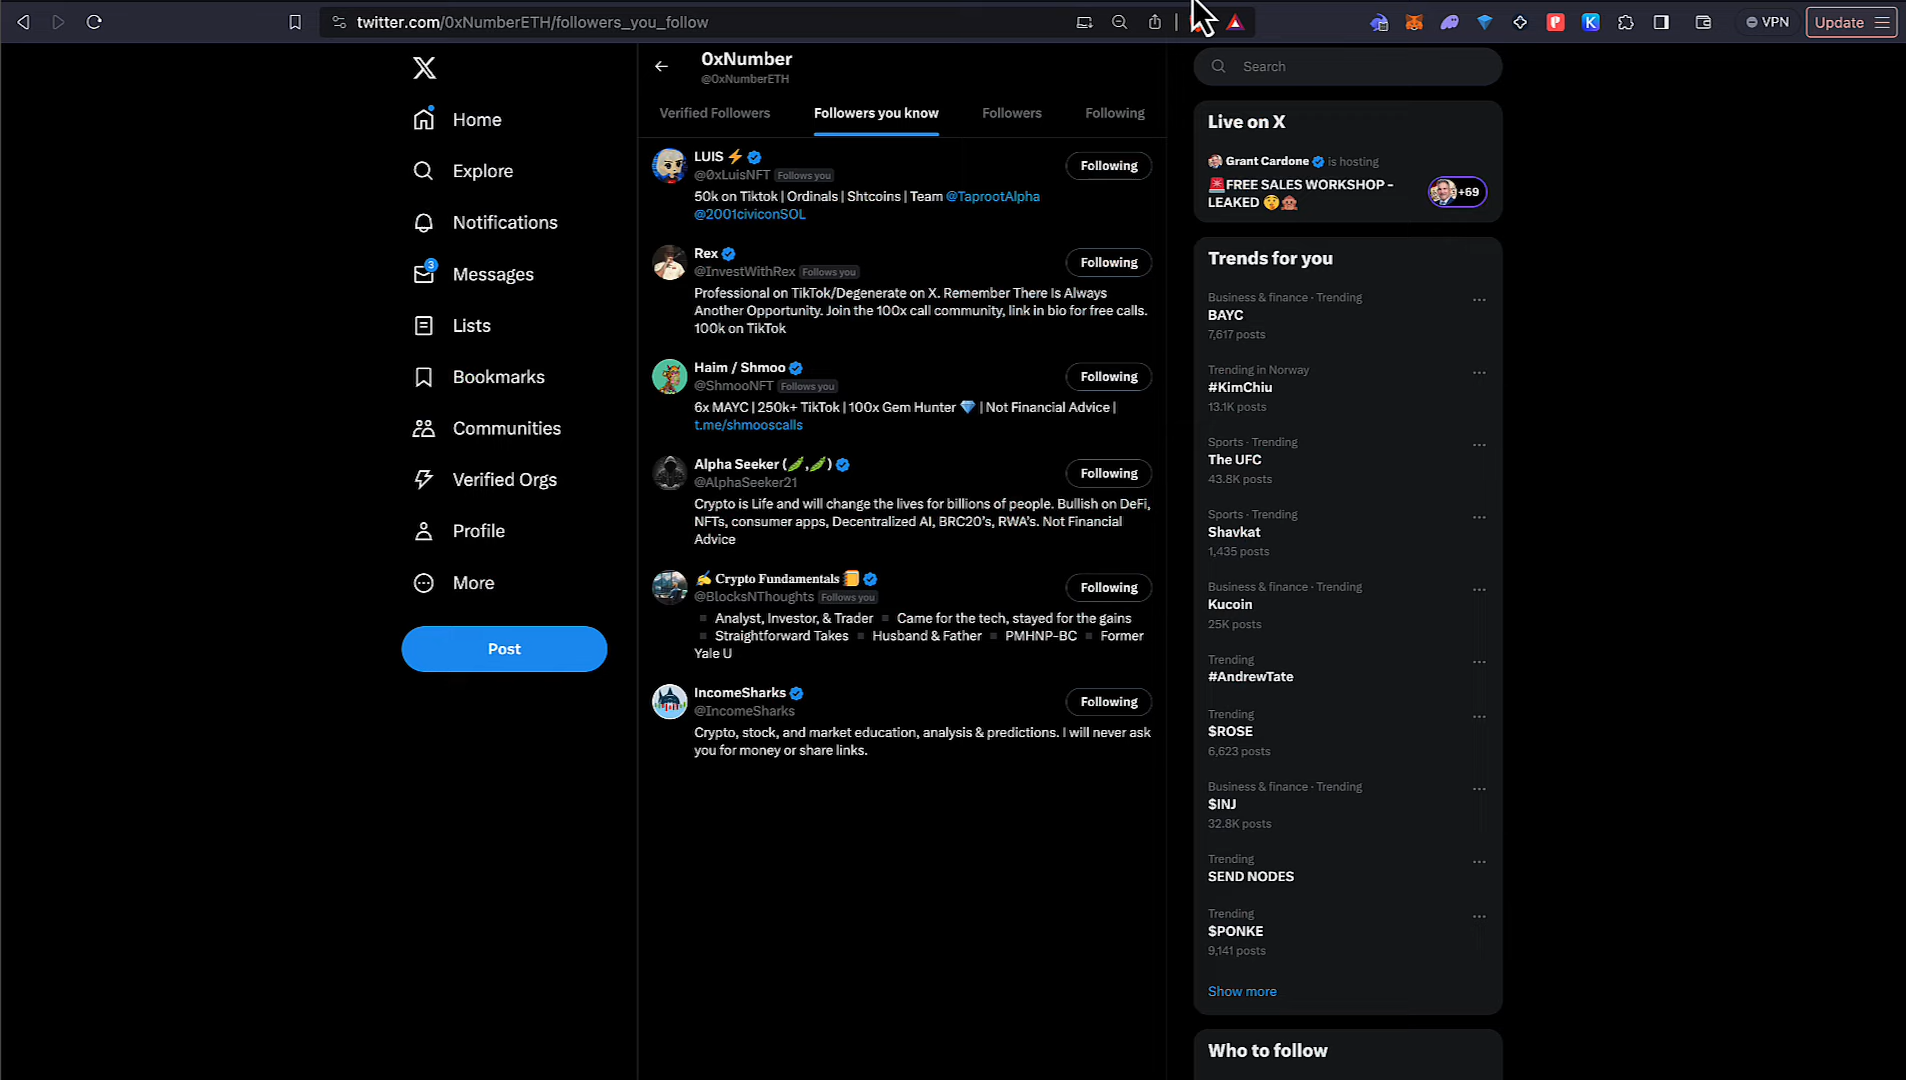 twitter.com/0xNumberETH/followers_you_follow
VPN
Update
0xNumber
@0xNumberETH
Verified Followers
Followers you know
Followers
Following
Home
Explore
Notifications
3
Messages
Lists
Bookmarks
Communities
Verified Orgs
Profile
More
Post
LUIS ⚡
@0xLuisNFT Follows you
Following
50k on Tiktok | Ordinals | Shtcoins | Team @TaprootAlpha
@2001civiconSOL
Rex
@InvestWithRex Follows you
Following
Professional on TikTok/Degenerate on X. Remember There Is Always
Another Opportunity. Join the 100x call community, link in bio for free calls.
100k on TikTok
Haim / Shmoo
@ShmooNFT Follows you
Following
6x MAYC | 250k+ TikTok | 100x Gem Hunter 💎 | Not Financial Advice |
t.me/shmooscalls
Alpha Seeker (🫛,🫛)
@AlphaSeeker21
Following
Crypto is Life and will change the lives for billions of people. Bullish on DeFi,
NFTs, consumer apps, Decentralized AI, BRC20's, RWA's. Not Financial
Advice
✍️ Crypto Fundamentals 📒
@BlocksNThoughts Follows you
Following
▪️ Analyst, Investor, & Trader ▪️ Came for the tech, stayed for the gains
▪️ Straightforward Takes ▪️ Husband & Father ▪️ PMHNP-BC ▪️ Former
Yale U
IncomeSharks
@IncomeSharks
Following
Crypto, stock, and market education, analysis & predictions. I will never ask
you for money or share links.
Search
Live on X
Grant Cardone is hosting
🚨FREE SALES WORKSHOP -
LEAKED 🤫🙊
+69
Trends for you
Business & finance · Trending
BAYC
7,617 posts
Trending in Norway
#KimChiu
13.1K posts
Sports · Trending
The UFC
43.8K posts
Sports · Trending
Shavkat
1,435 posts
Business & finance · Trending
Kucoin
25K posts
Trending
#AndrewTate
Trending
$ROSE
6,623 posts
Business & finance · Trending
$INJ
32.8K posts
Trending
SEND NODES
Trending
$PONKE
9,141 posts
Show more
Who to follow